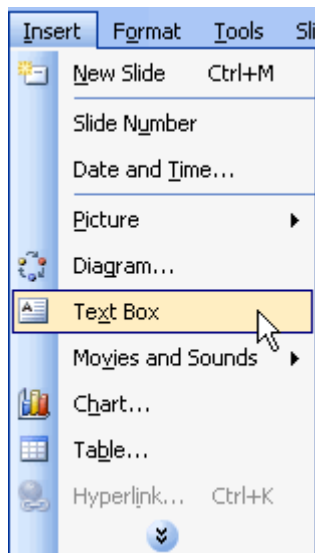 Insert Format Tools Sli
New Slide Ctrl+M
Slide Number
Date and Time...
Picture
Diagram...
Text Box
Movies and Sounds
Chart...
Table...
Hyperlink... Ctrl+K